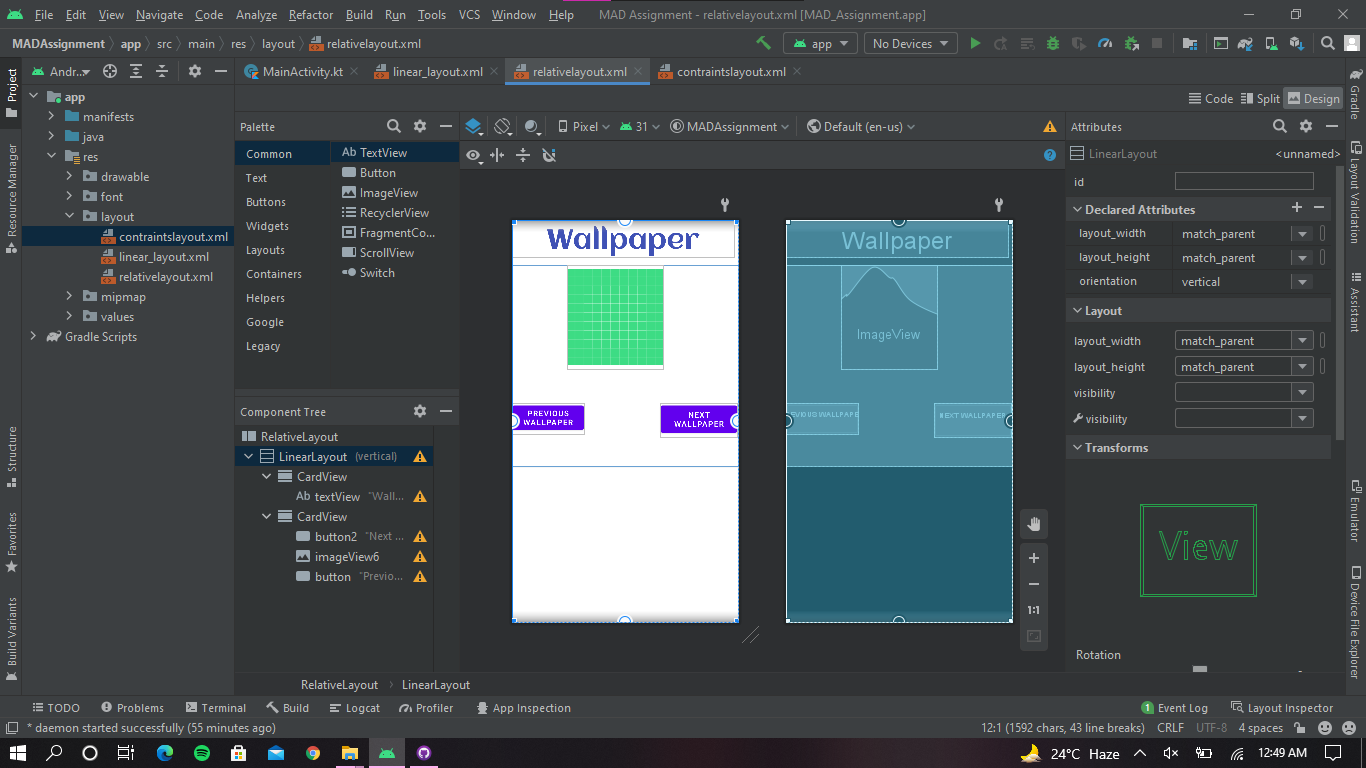 File Edit View Navigate Code Analyze Refactor Build Run Tools VCS Window Help MAD Assignment - relativelayout.xml [MAD_Assignment.app]
MADAssignment app src main res layout relativelayout.xml app No Devices
Project
Resource Manager
Structure
Favorites
Build Variants
Andr...
app
manifests
java
res
drawable
font
layout
contraintslayout.xml
linear_layout.xml
relativelayout.xml
mipmap
values
Gradle Scripts
MainActivity.kt linear_layout.xml relativelayout.xml contraintslayout.xml
Code Split Design
Palette
Common
Text
Buttons
Widgets
Layouts
Containers
Helpers
Google
Legacy
Ab TextView
Button
ImageView
RecyclerView
FragmentCo...
ScrollView
Switch
Component Tree
RelativeLayout
LinearLayout (vertical)
CardView
Ab textView "Wall...
CardView
button2 "Next ...
imageView6
button "Previo...
Pixel 31 MADAssignment Default (en-us)
Wallpaper
PREVIOUS
WALLPAPER
NEXT
WALLPAPER
Wallpaper
ImageView
NEXT WALLPAPER
1:1
RelativeLayout LinearLayout
Attributes
LinearLayout <unnamed>
id
Declared Attributes
layout_width match_parent
layout_height match_parent
orientation vertical
Layout
layout_width match_parent
layout_height match_parent
visibility
visibility
Transforms
View
Rotation
Gradle
Layout Validation
Assistant
Emulator
Device File Explorer
TODO Problems Terminal Build Logcat Profiler App Inspection 1 Event Log Layout Inspector
* daemon started successfully (55 minutes ago) 12:1 (1592 chars, 43 line breaks) CRLF UTF-8 4 spaces
24°C Haze 12:49 AM